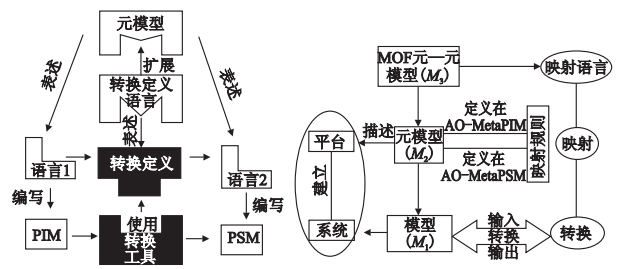 元模型
扩展
转换定义
语言
表述
表述
表述
语言1
转换定义
语言2
编写
编写
使用
PIM
转换
工具
PSM
MOF元—元
模型(M₃)
映射语言
定义在
AO-MetaPIM
描述
平台
元模型
(M₂)
映射规则
映射
定义在
AO-MetaPSM
建立
系统
模型
(M₁)
输入
转换
输出
转换